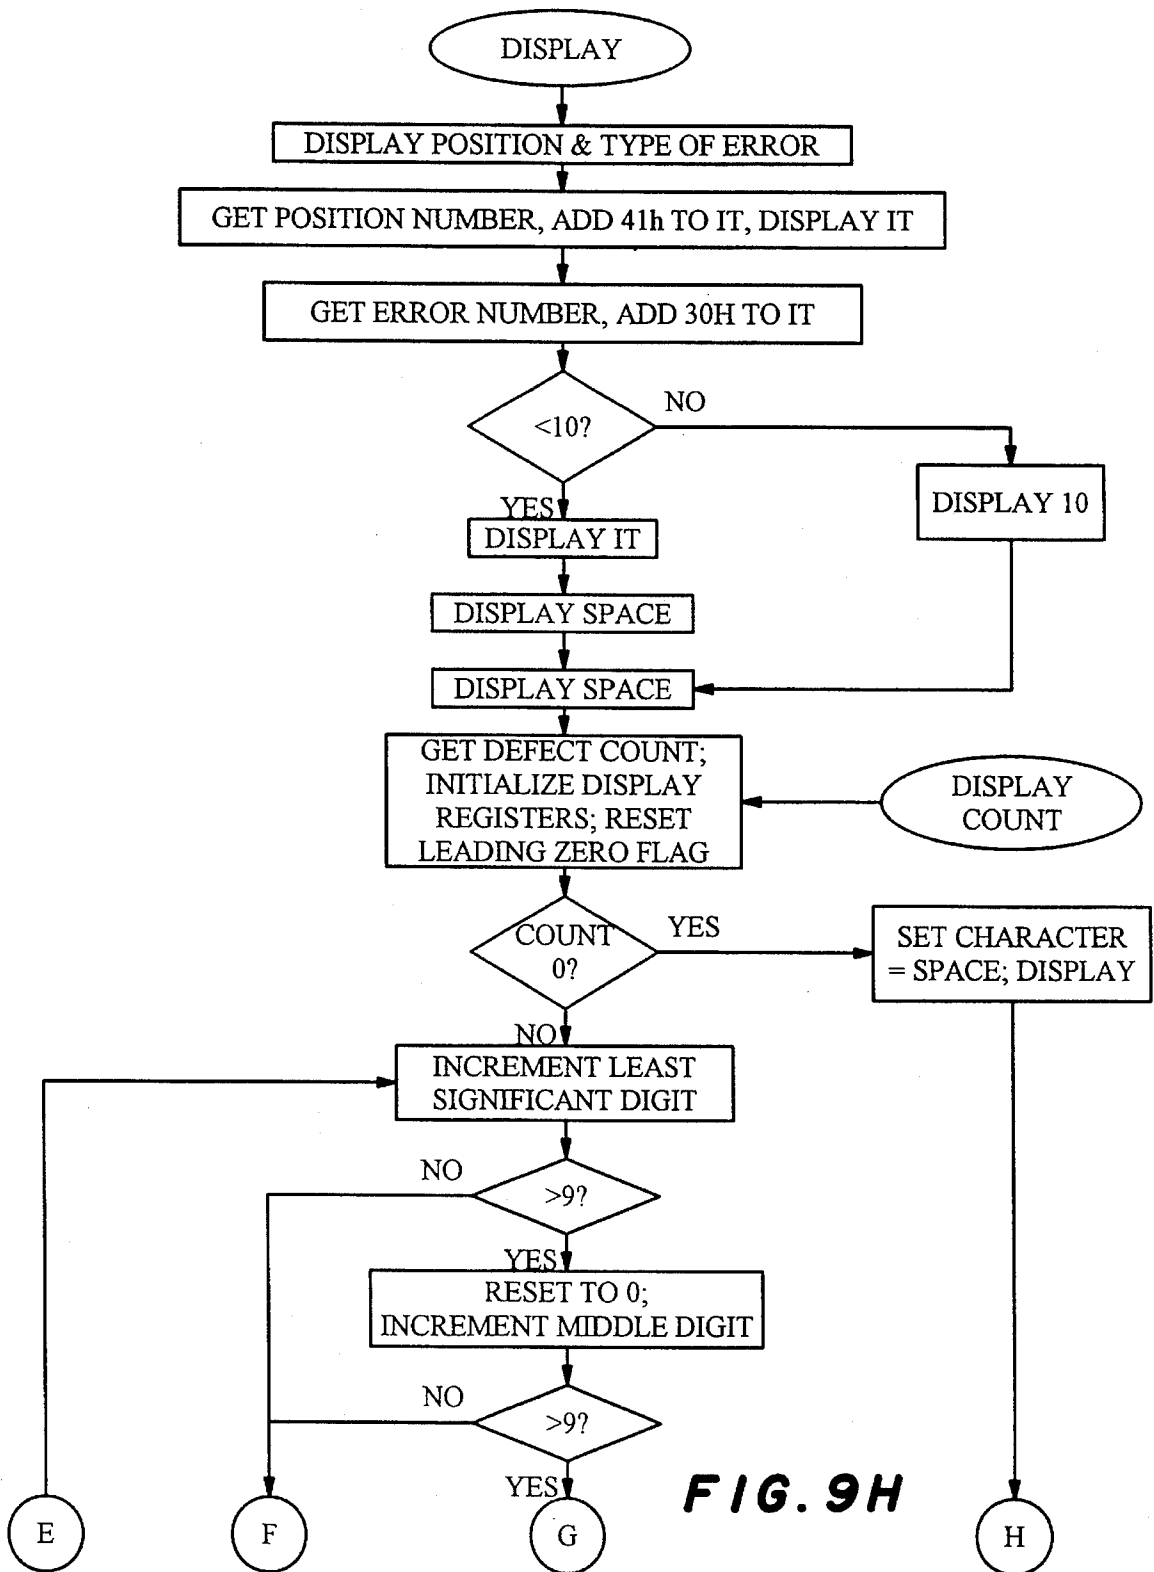 DISPLAY
DISPLAY POSITION & TYPE OF ERROR
GET POSITION NUMBER, ADD 41h TO IT, DISPLAY IT
GET ERROR NUMBER, ADD 30H TO IT
<10?
NO
YES
DISPLAY 10
DISPLAY IT
DISPLAY SPACE
DISPLAY SPACE
GET DEFECT COUNT;
INITIALIZE DISPLAY
REGISTERS; RESET
LEADING ZERO FLAG
DISPLAY
COUNT
COUNT
0?
YES
SET CHARACTER
= SPACE; DISPLAY
NO
INCREMENT LEAST
SIGNIFICANT DIGIT
NO
>9?
YES
RESET TO 0;
INCREMENT MIDDLE DIGIT
NO
>9?
YES
FIG. 9H
E
F
G
H